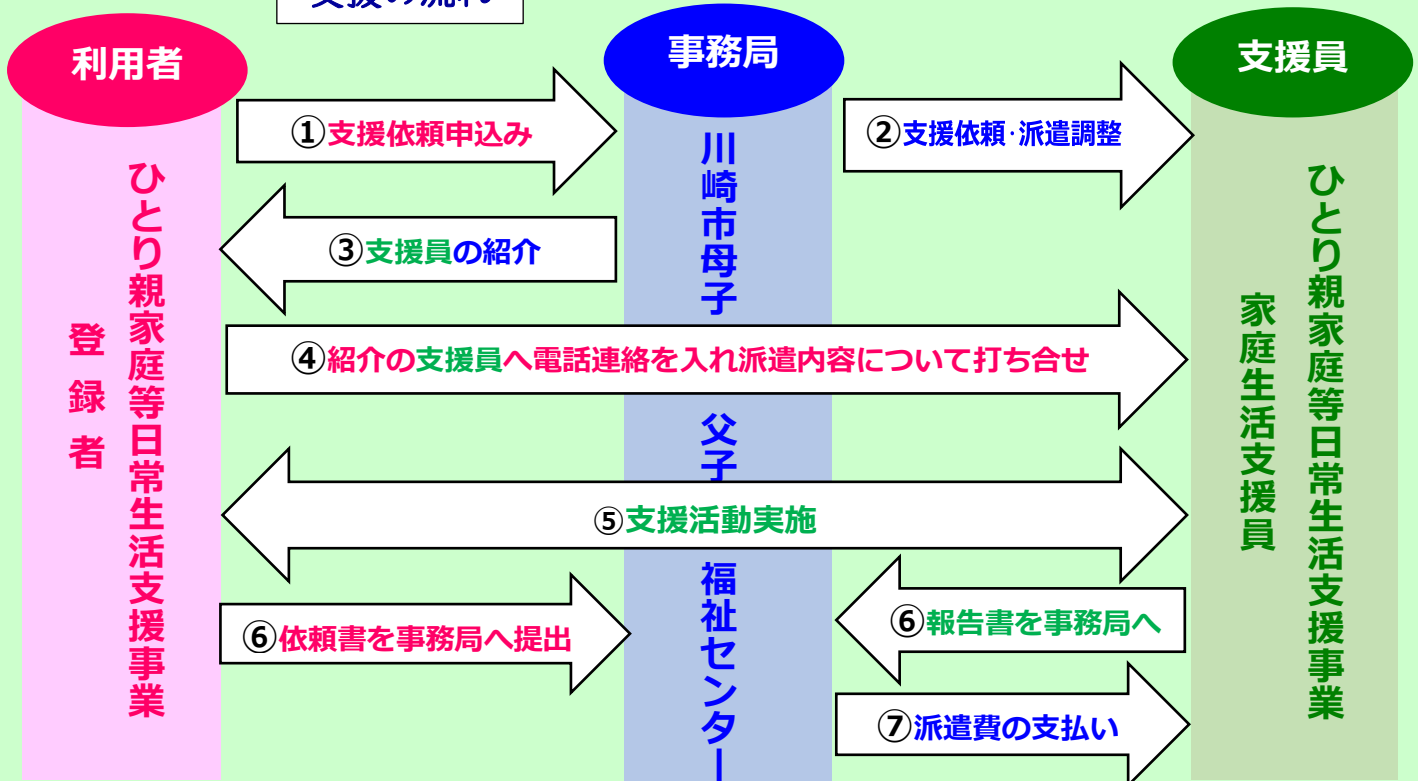 支援の流れ
利用者
事務局
支援員
①支援依頼申込み
②支援依頼・派遣調整
③支援員の紹介
④紹介の支援員へ電話連絡を入れ派遣内容について打ち合せ
⑤支援活動実施
⑥依頼書を事務局へ提出
⑥報告書を事務局へ
⑦派遣費の支払い
ひとり親家庭等日常生活支援事業
登録者
川崎市母子
父子
福祉センター
ひとり親家庭等日常生活支援事業
家庭生活支援員